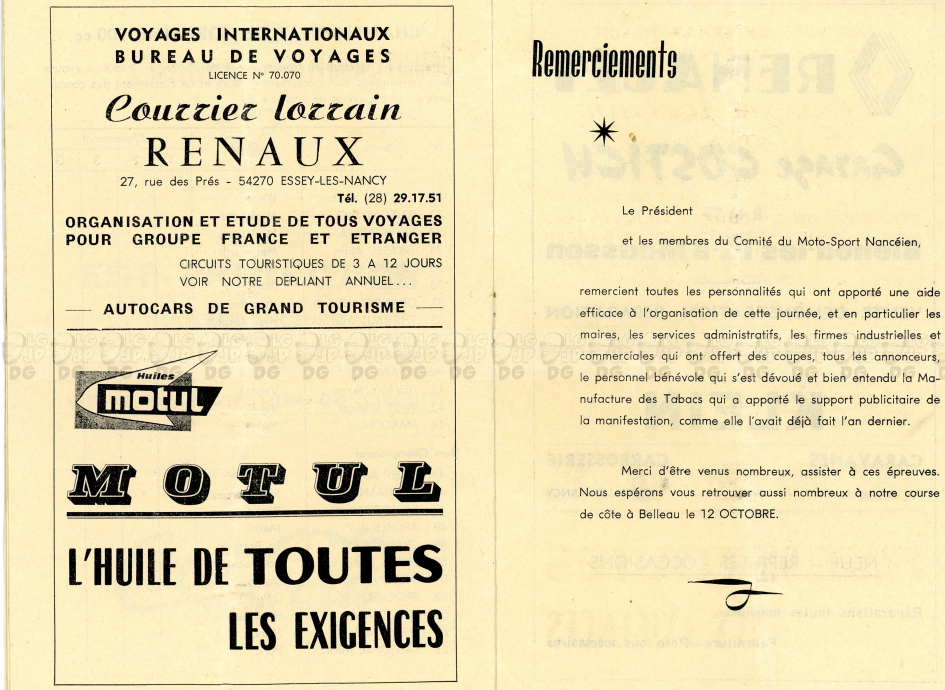 VOYAGES INTERNATIONAUX
BUREAU DE VOYAGES
LICENCE N° 70.070
Courrier lorrain
RENAUX
27, rue des Prés - 54270 ESSEY-LES-NANCY
Tél. (28) 29.17.51
ORGANISATION ET ETUDE DE TOUS VOYAGES
POUR GROUPE FRANCE ET ETRANGER
CIRCUITS TOURISTIQUES DE 3 A 12 JOURS
VOIR NOTRE DEPLIANT ANNUEL...
AUTOCARS DE GRAND TOURISME
Huiles
motul
MOTUL
L'HUILE DE TOUTES
LES EXIGENCES
Remerciements
Le Président
et les membres du Comité du Moto-Sport Nancéien,
remercient toutes les personnalités qui ont apporté une aide
efficace à l'organisation de cette journée, et en particulier les
maires, les services administratifs, les firmes industrielles et
commerciales qui ont offert des coupes, tous les annonceurs,
le personnel bénévole qui s'est dévoué et bien entendu la Ma-
nufacture des Tabacs qui a apporté le support publicitaire de
la manifestation, comme elle l'avait déjà fait l'an dernier.
Merci d'être venus nombreux, assister à ces épreuves.
Nous espérons vous retrouver aussi nombreux à notre course
de côte à Belleau le 12 OCTOBRE.